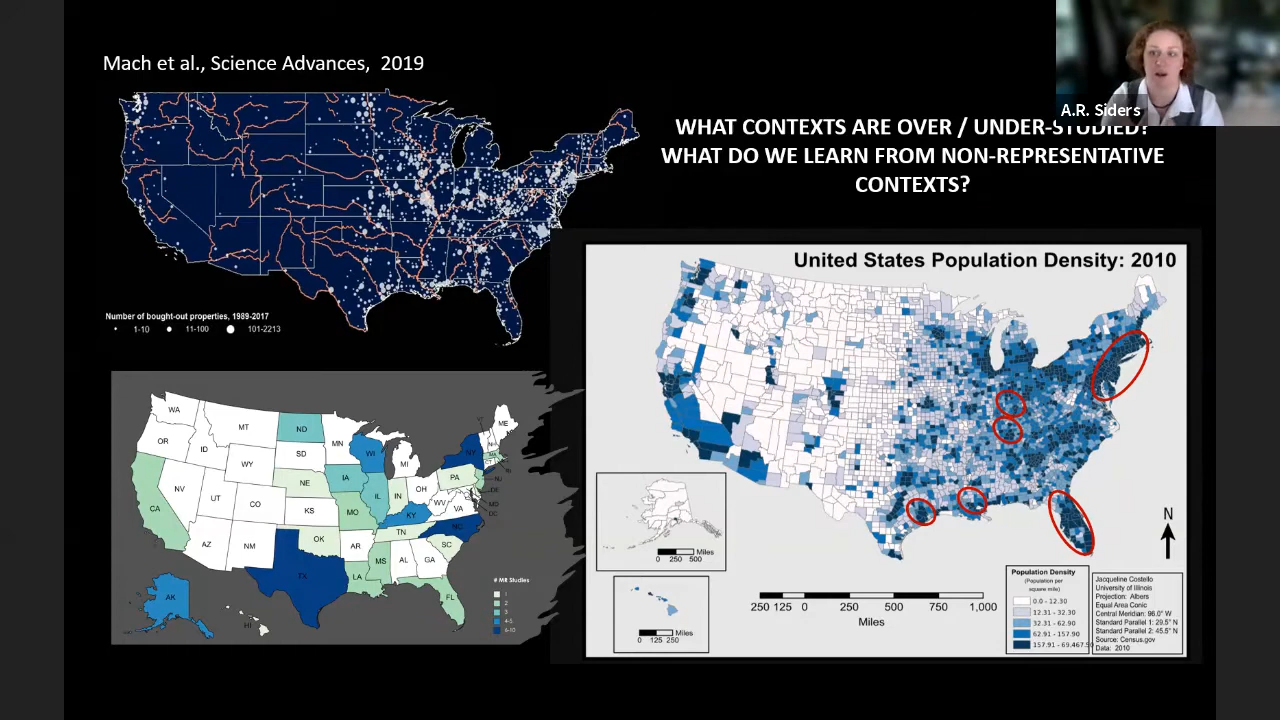 Mach et al., Science Advances, 2019
A.R. Siders
WHAT CONTEXTS ARE OVER / UNDER-STUDIED?
WHAT DO WE LEARN FROM NON-REPRESENTATIVE
CONTEXTS?
Number of bought-out properties, 1989-2017
1-10 11-100 101-2213
United States Population Density: 2010
WA
MT
ND
MN
OR
ID
WY
SD
WI
MI
NY
ME
NV
UT
CO
NE
IA
IL
IN
OH
PA
NJ
DE
MD
DC
CA
KS
MO
KY
WV
VA
AZ
NM
OK
AR
TN
NC
SC
TX
LA
MS
AL
GA
FL
AK
HI
# MR Studies
1
2
3
4-5
6-10
Miles
0 250 500
Miles
0 125 250
250 125 0 250 500 750 1,000
Miles
N
Population Density
(Population per
square mile)
0.0 - 12.30
12.31 - 32.30
32.31 - 62.90
62.91 - 157.90
157.91 - 69,467.50
Jacqueline Costello
University of Illinois
Projection: Albers
Equal Area Conic
Central Meridian: 96.0° W
Standard Parallel 1: 29.5° N
Standard Parallel 2: 45.5° N
Source: Census.gov
Data: 2010